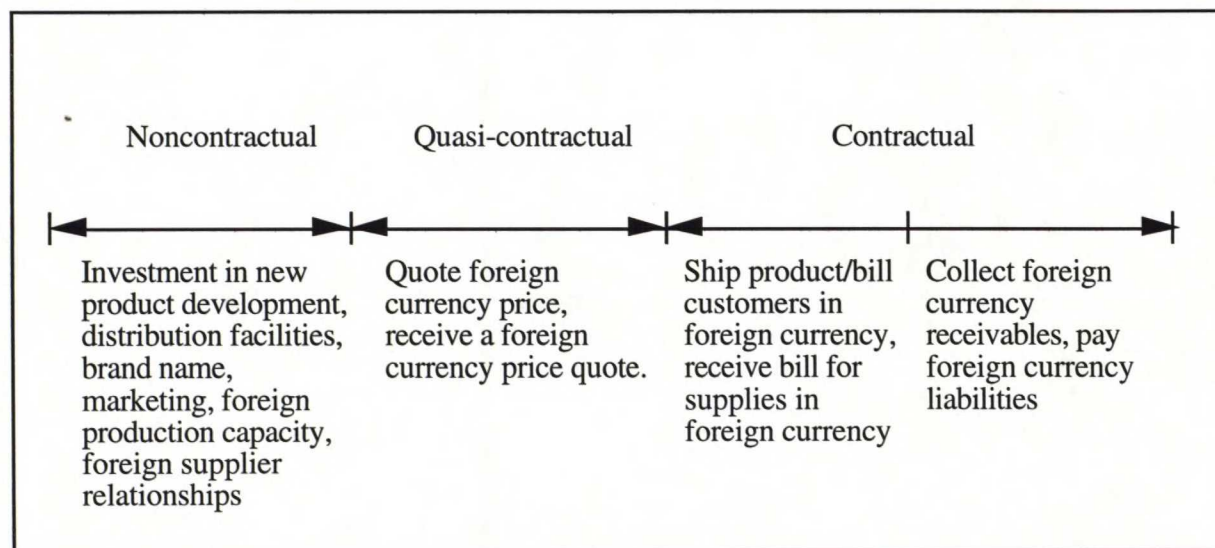 Noncontractual
Quasi-contractual
Contractual
Investment in new
product development,
distribution facilities,
brand name,
marketing, foreign
production capacity,
foreign supplier
relationships
Quote foreign
currency price,
receive a foreign
currency price quote.
Ship product/bill
customers in
foreign currency,
receive bill for
supplies in
foreign currency
Collect foreign
currency
receivables, pay
foreign currency
liabilities